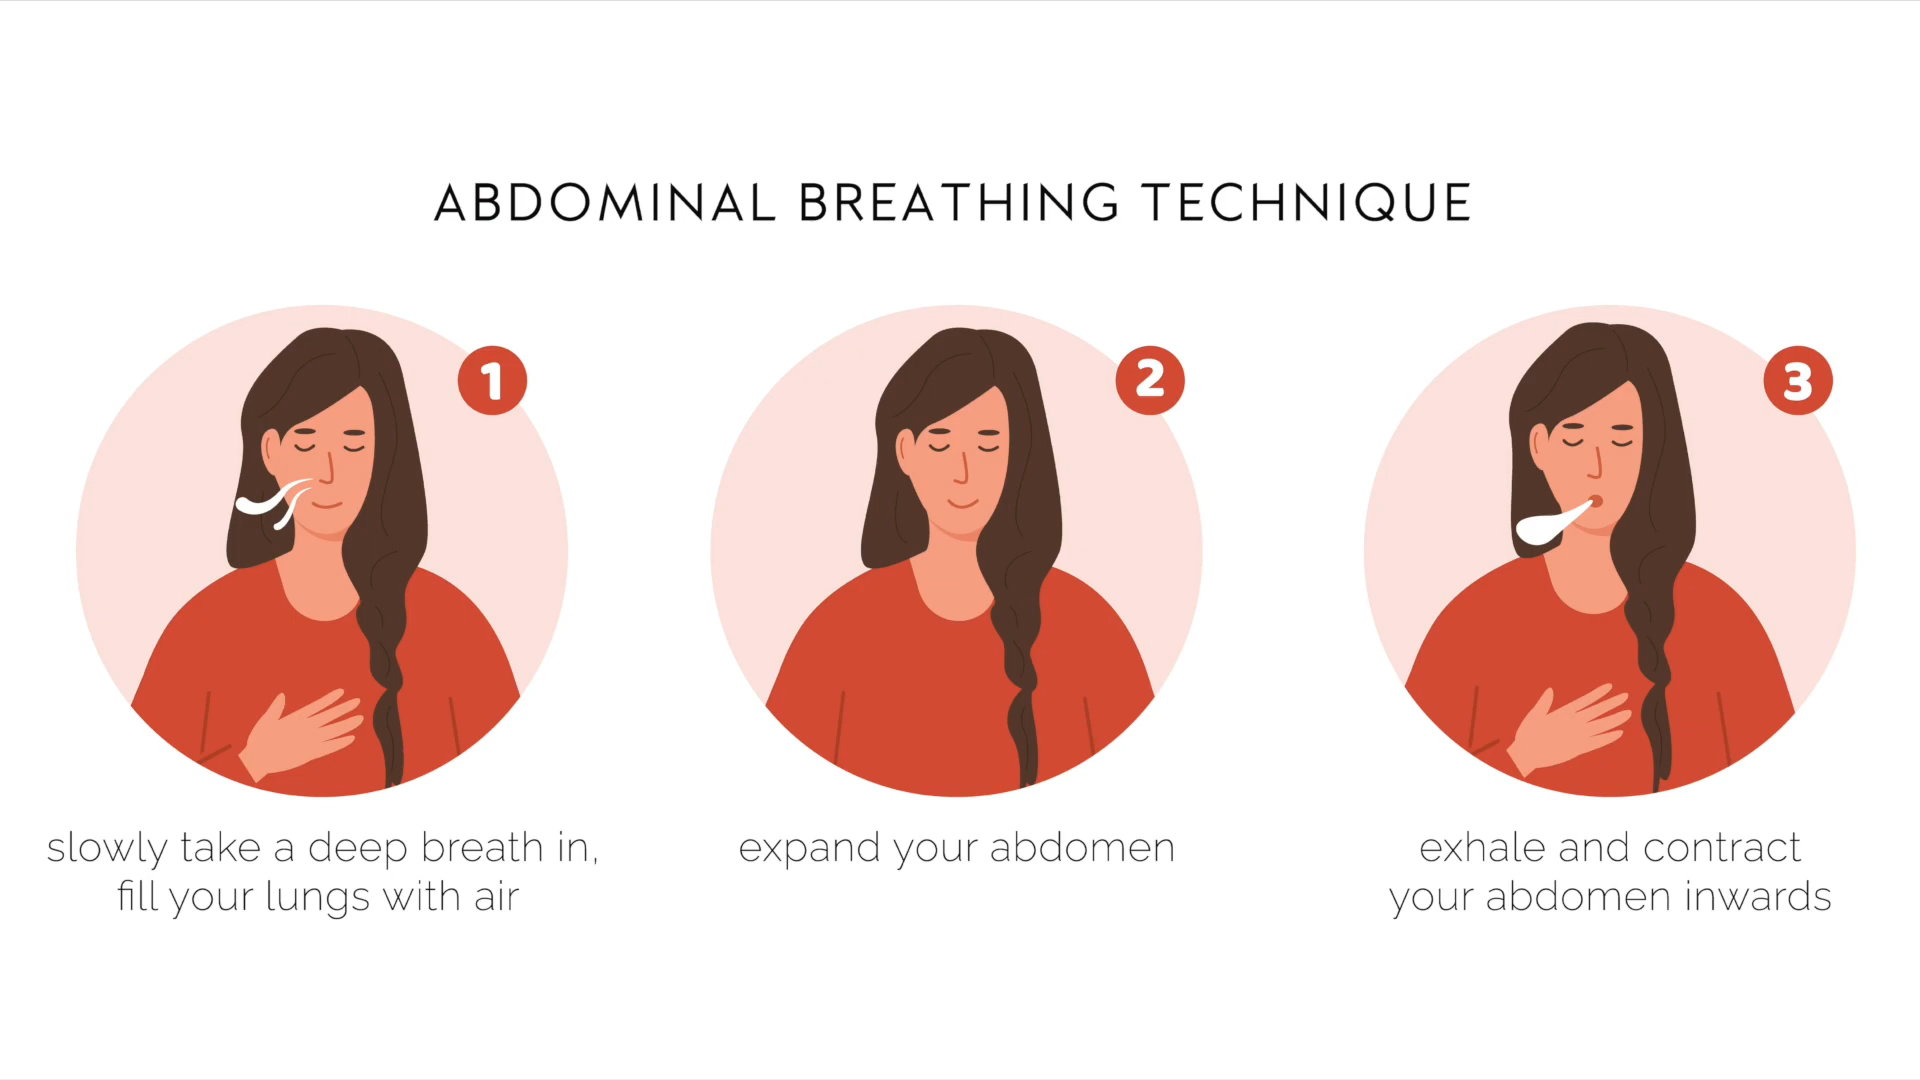 ABDOMINAL BREATHING TECHNIQUE
1
2
3
slowly take a deep breath in,
fill your lungs with air
expand your abdomen
exhale and contract
your abdomen inwards